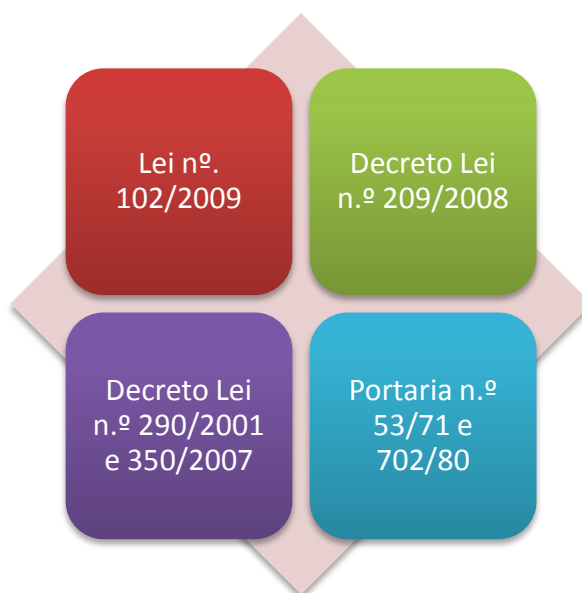 Lei nº.
102/2009
Decreto Lei
n.º 209/2008
Decreto Lei
n.º 290/2001
e 350/2007
Portaria n.º
53/71 e
702/80